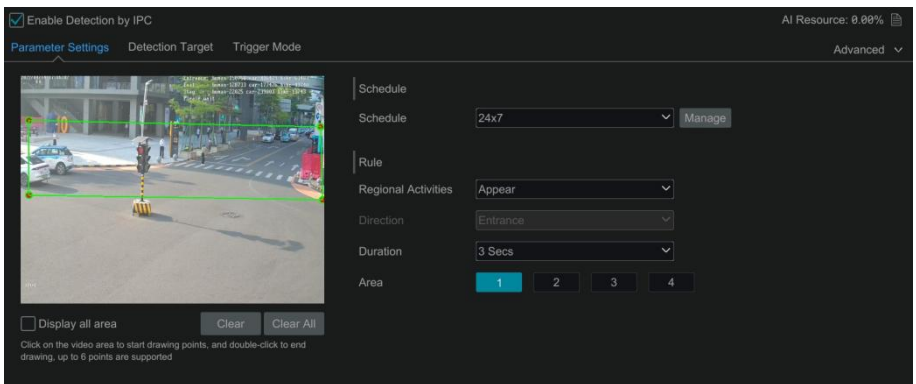 Enable Detection by IPC
AI Resource: 0.00%
Parameter Settings
Detection Target
Trigger Mode
Advanced
Schedule
Schedule
24x7
Manage
Rule
Regional Activities
Appear
Direction
Entrance
Duration
3 Secs
Area
1
2
3
4
Display all area
Clear
Clear All
Click on the video area to start drawing points, and double-click to end
drawing, up to 6 points are supported